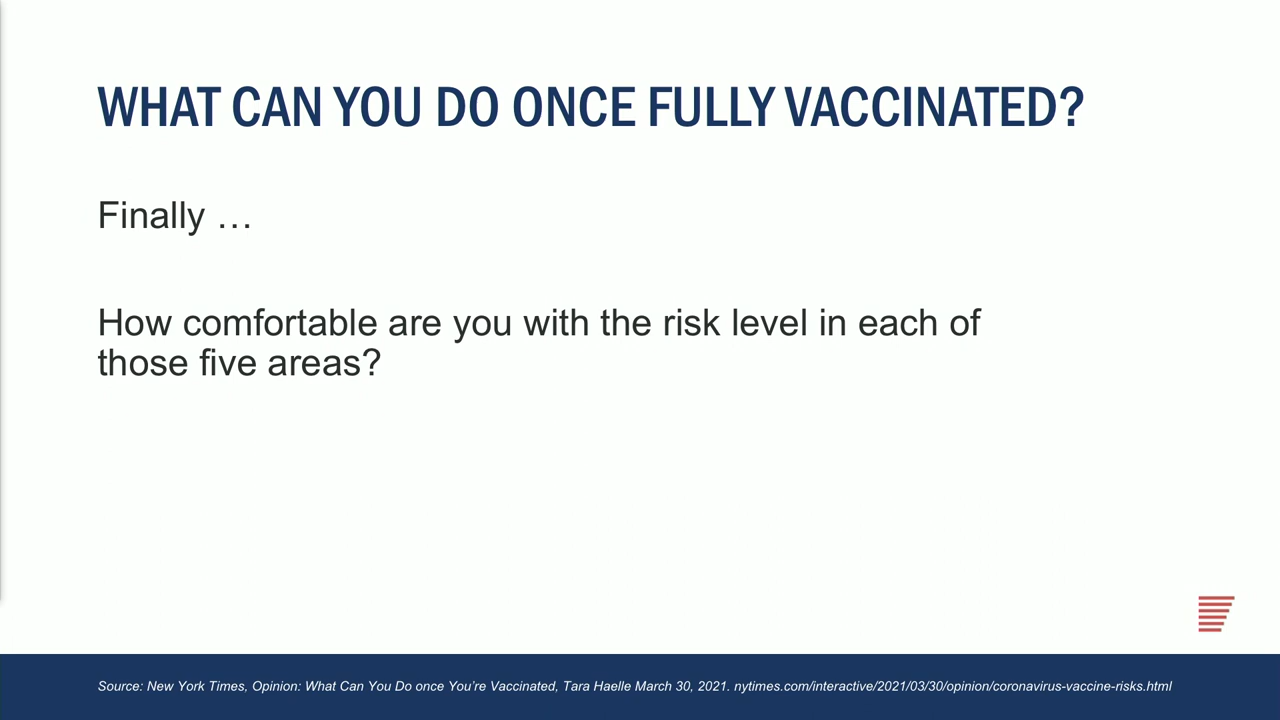 WHAT CAN YOU DO ONCE FULLY VACCINATED?
Finally …
How comfortable are you with the risk level in each of
those five areas?
Source: New York Times, Opinion: What Can You Do once You’re Vaccinated, Tara Haelle March 30, 2021. nytimes.com/interactive/2021/03/30/opinion/coronavirus-vaccine-risks.html